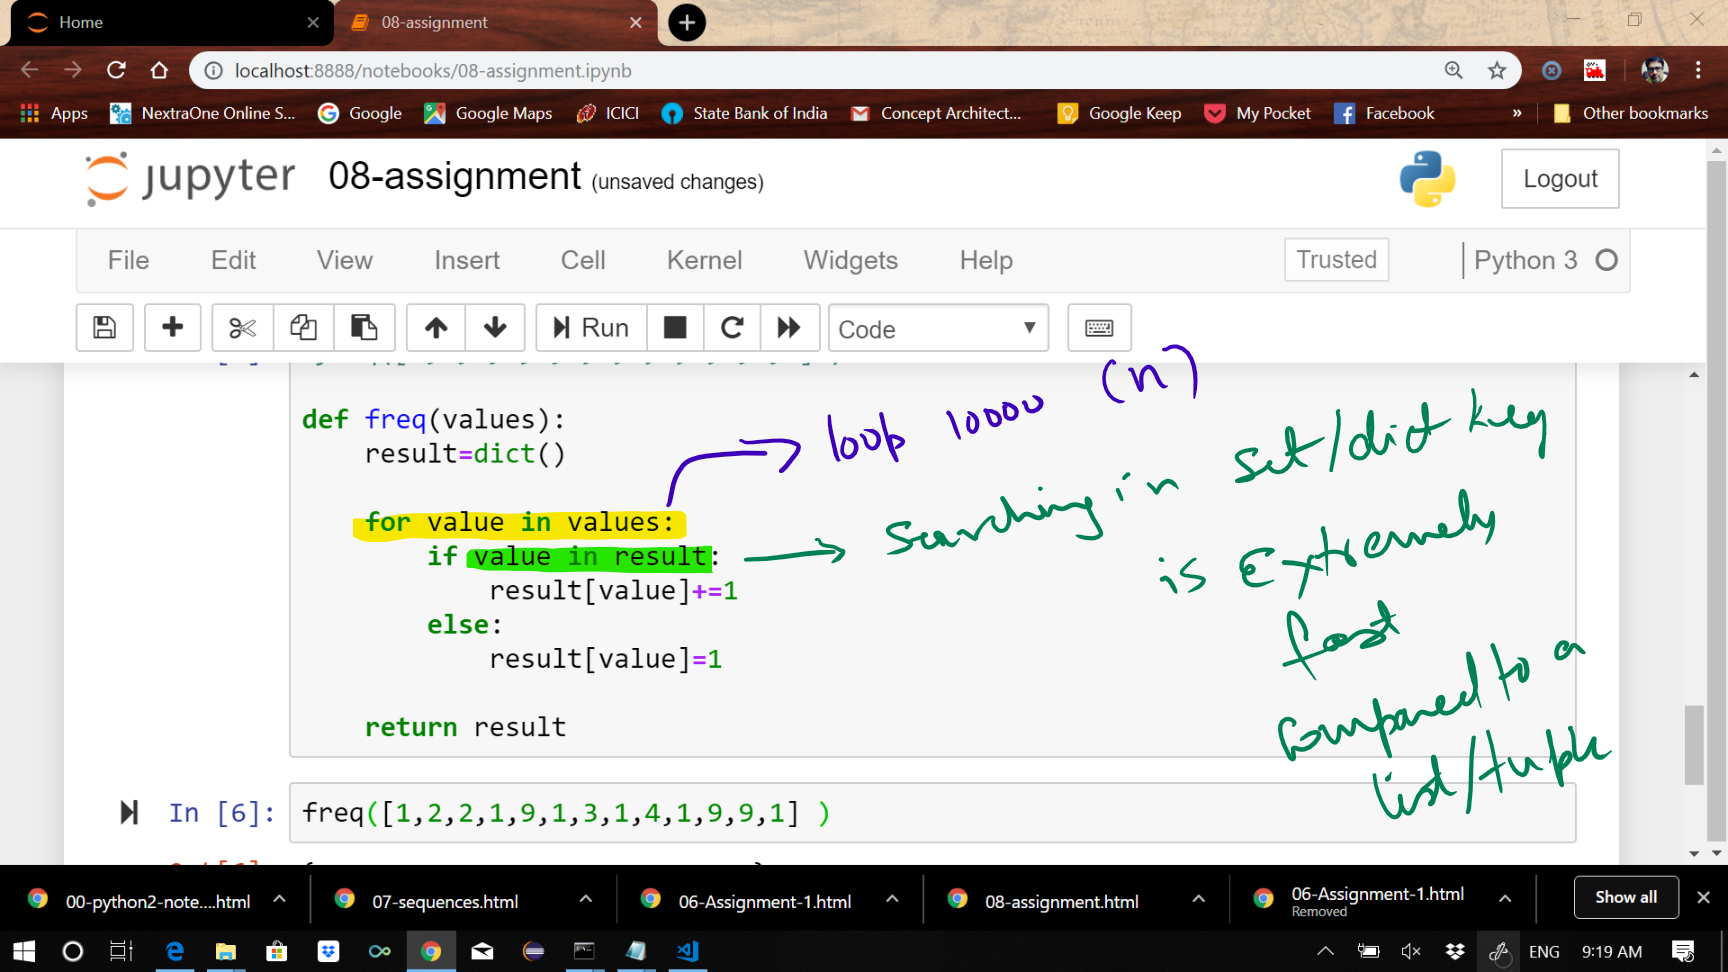 Home
08-assignment
localhost:8888/notebooks/08-assignment.ipynb
Apps NextraOne Online S... Google Google Maps ICICI State Bank of India Concept Architect... Google Keep My Pocket Facebook » Other bookmarks
jupyter 08-assignment (unsaved changes) Logout
File Edit View Insert Cell Kernel Widgets Help Trusted Python 3
Run Code
def freq(values):
result=dict()
for value in values:
if value in result:
result[value]+=1
else:
result[value]=1
return result
loop 10000 (n)
searching in set/dict key
is Extremely
fast
compared to a
list/tuple
In [6]: freq([1,2,2,1,9,1,3,1,4,1,9,9,1] )
00-python2-note....html 07-sequences.html 06-Assignment-1.html 08-assignment.html 06-Assignment-1.html Show all
Removed
ENG 9:19 AM